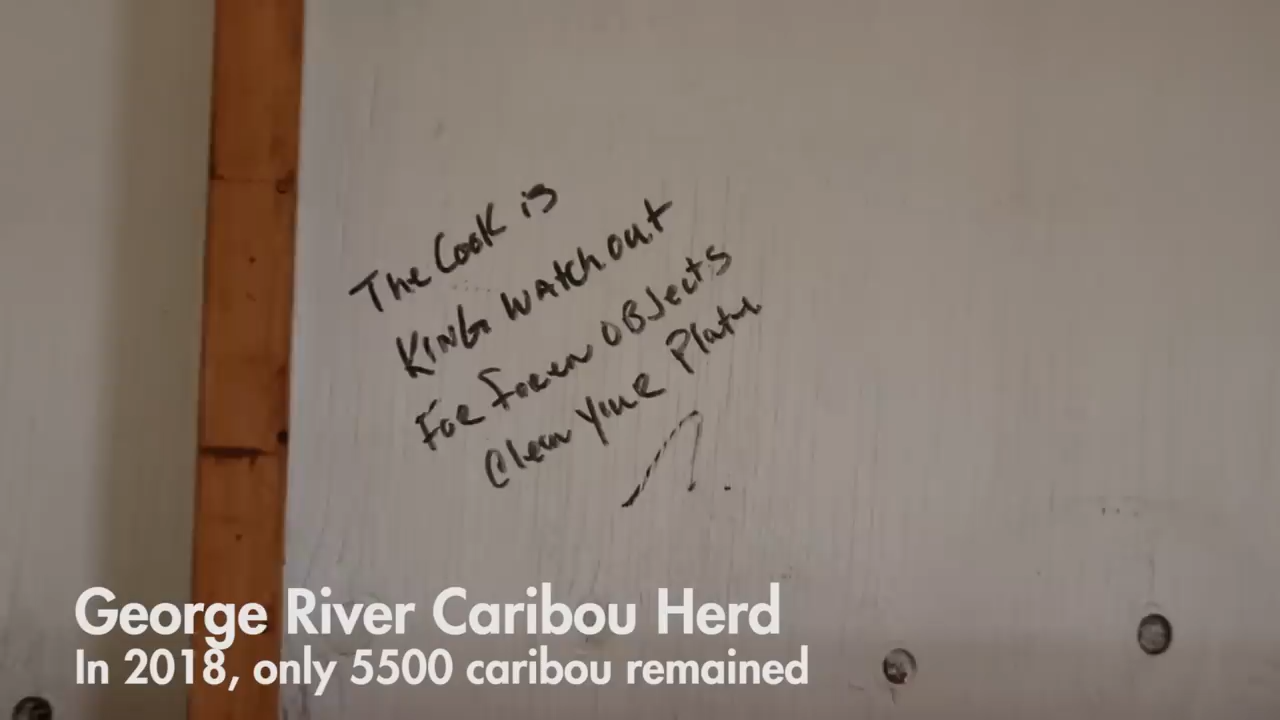 The Cook is
KING. Watch out
For Foren OBJects
Clean Your Plate
George River Caribou Herd
In 2018, only 5500 caribou remained